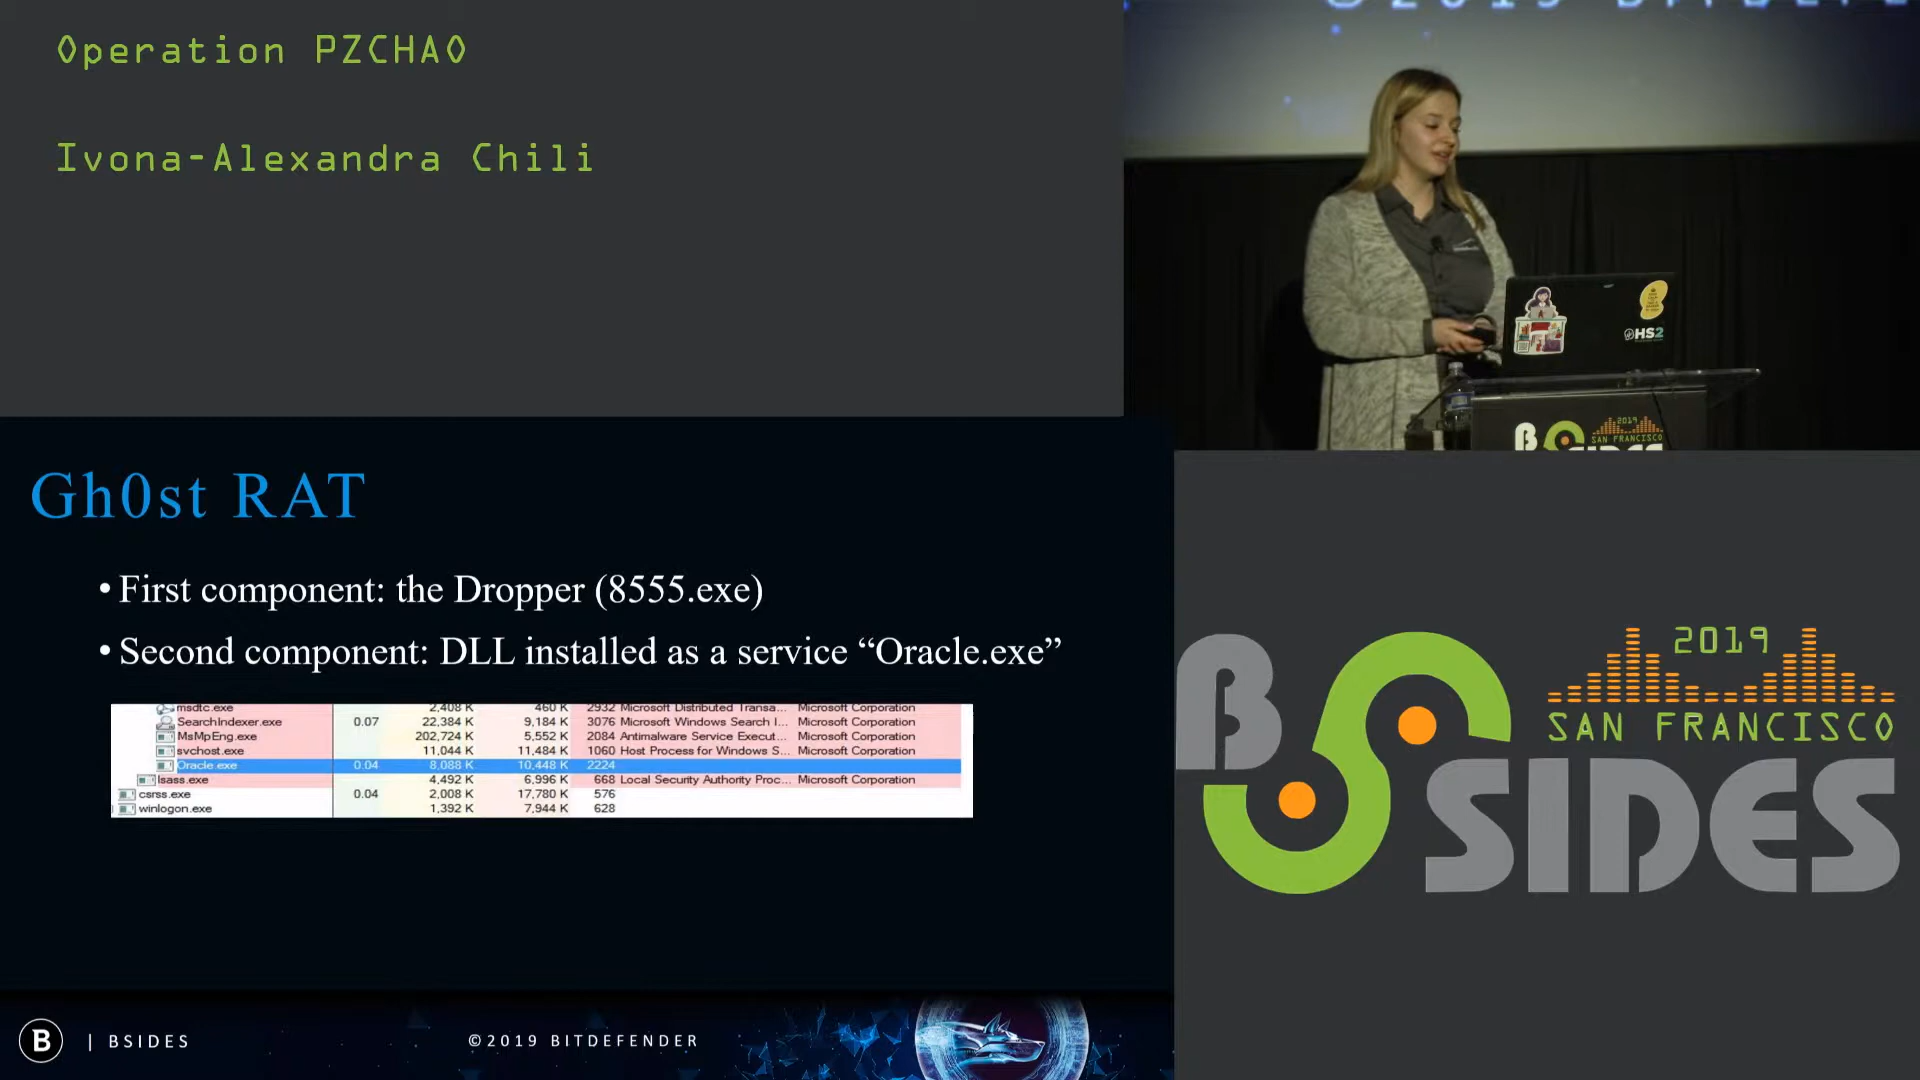 Operation PZCHAO
Ivona-Alexandra Chili
©2019 BITDEFE
HS2
2019
SAN FRANCISCO
Gh0st RAT
• First component: the Dropper (8555.exe)
• Second component: DLL installed as a service “Oracle.exe”
msdtc.exe 2,408 K 460 K 2932 Microsoft Distributed Transa... Microsoft Corporation
SearchIndexer.exe 0.07 22,384 K 9,184 K 3076 Microsoft Windows Search I... Microsoft Corporation
MsMpEng.exe 202,724 K 5,552 K 2084 Antimalware Service Execut... Microsoft Corporation
svchost.exe 11,044 K 11,484 K 1060 Host Process for Windows S... Microsoft Corporation
Oracle.exe 0.04 8,088 K 10,448 K 2224
lsass.exe 4,492 K 6,996 K 668 Local Security Authority Proc... Microsoft Corporation
csrss.exe 0.04 2,008 K 17,780 K 576
winlogon.exe 1,392 K 7,944 K 628
B | BSIDES
©2019 BITDEFENDER
2019
SAN FRANCISCO
BSIDES